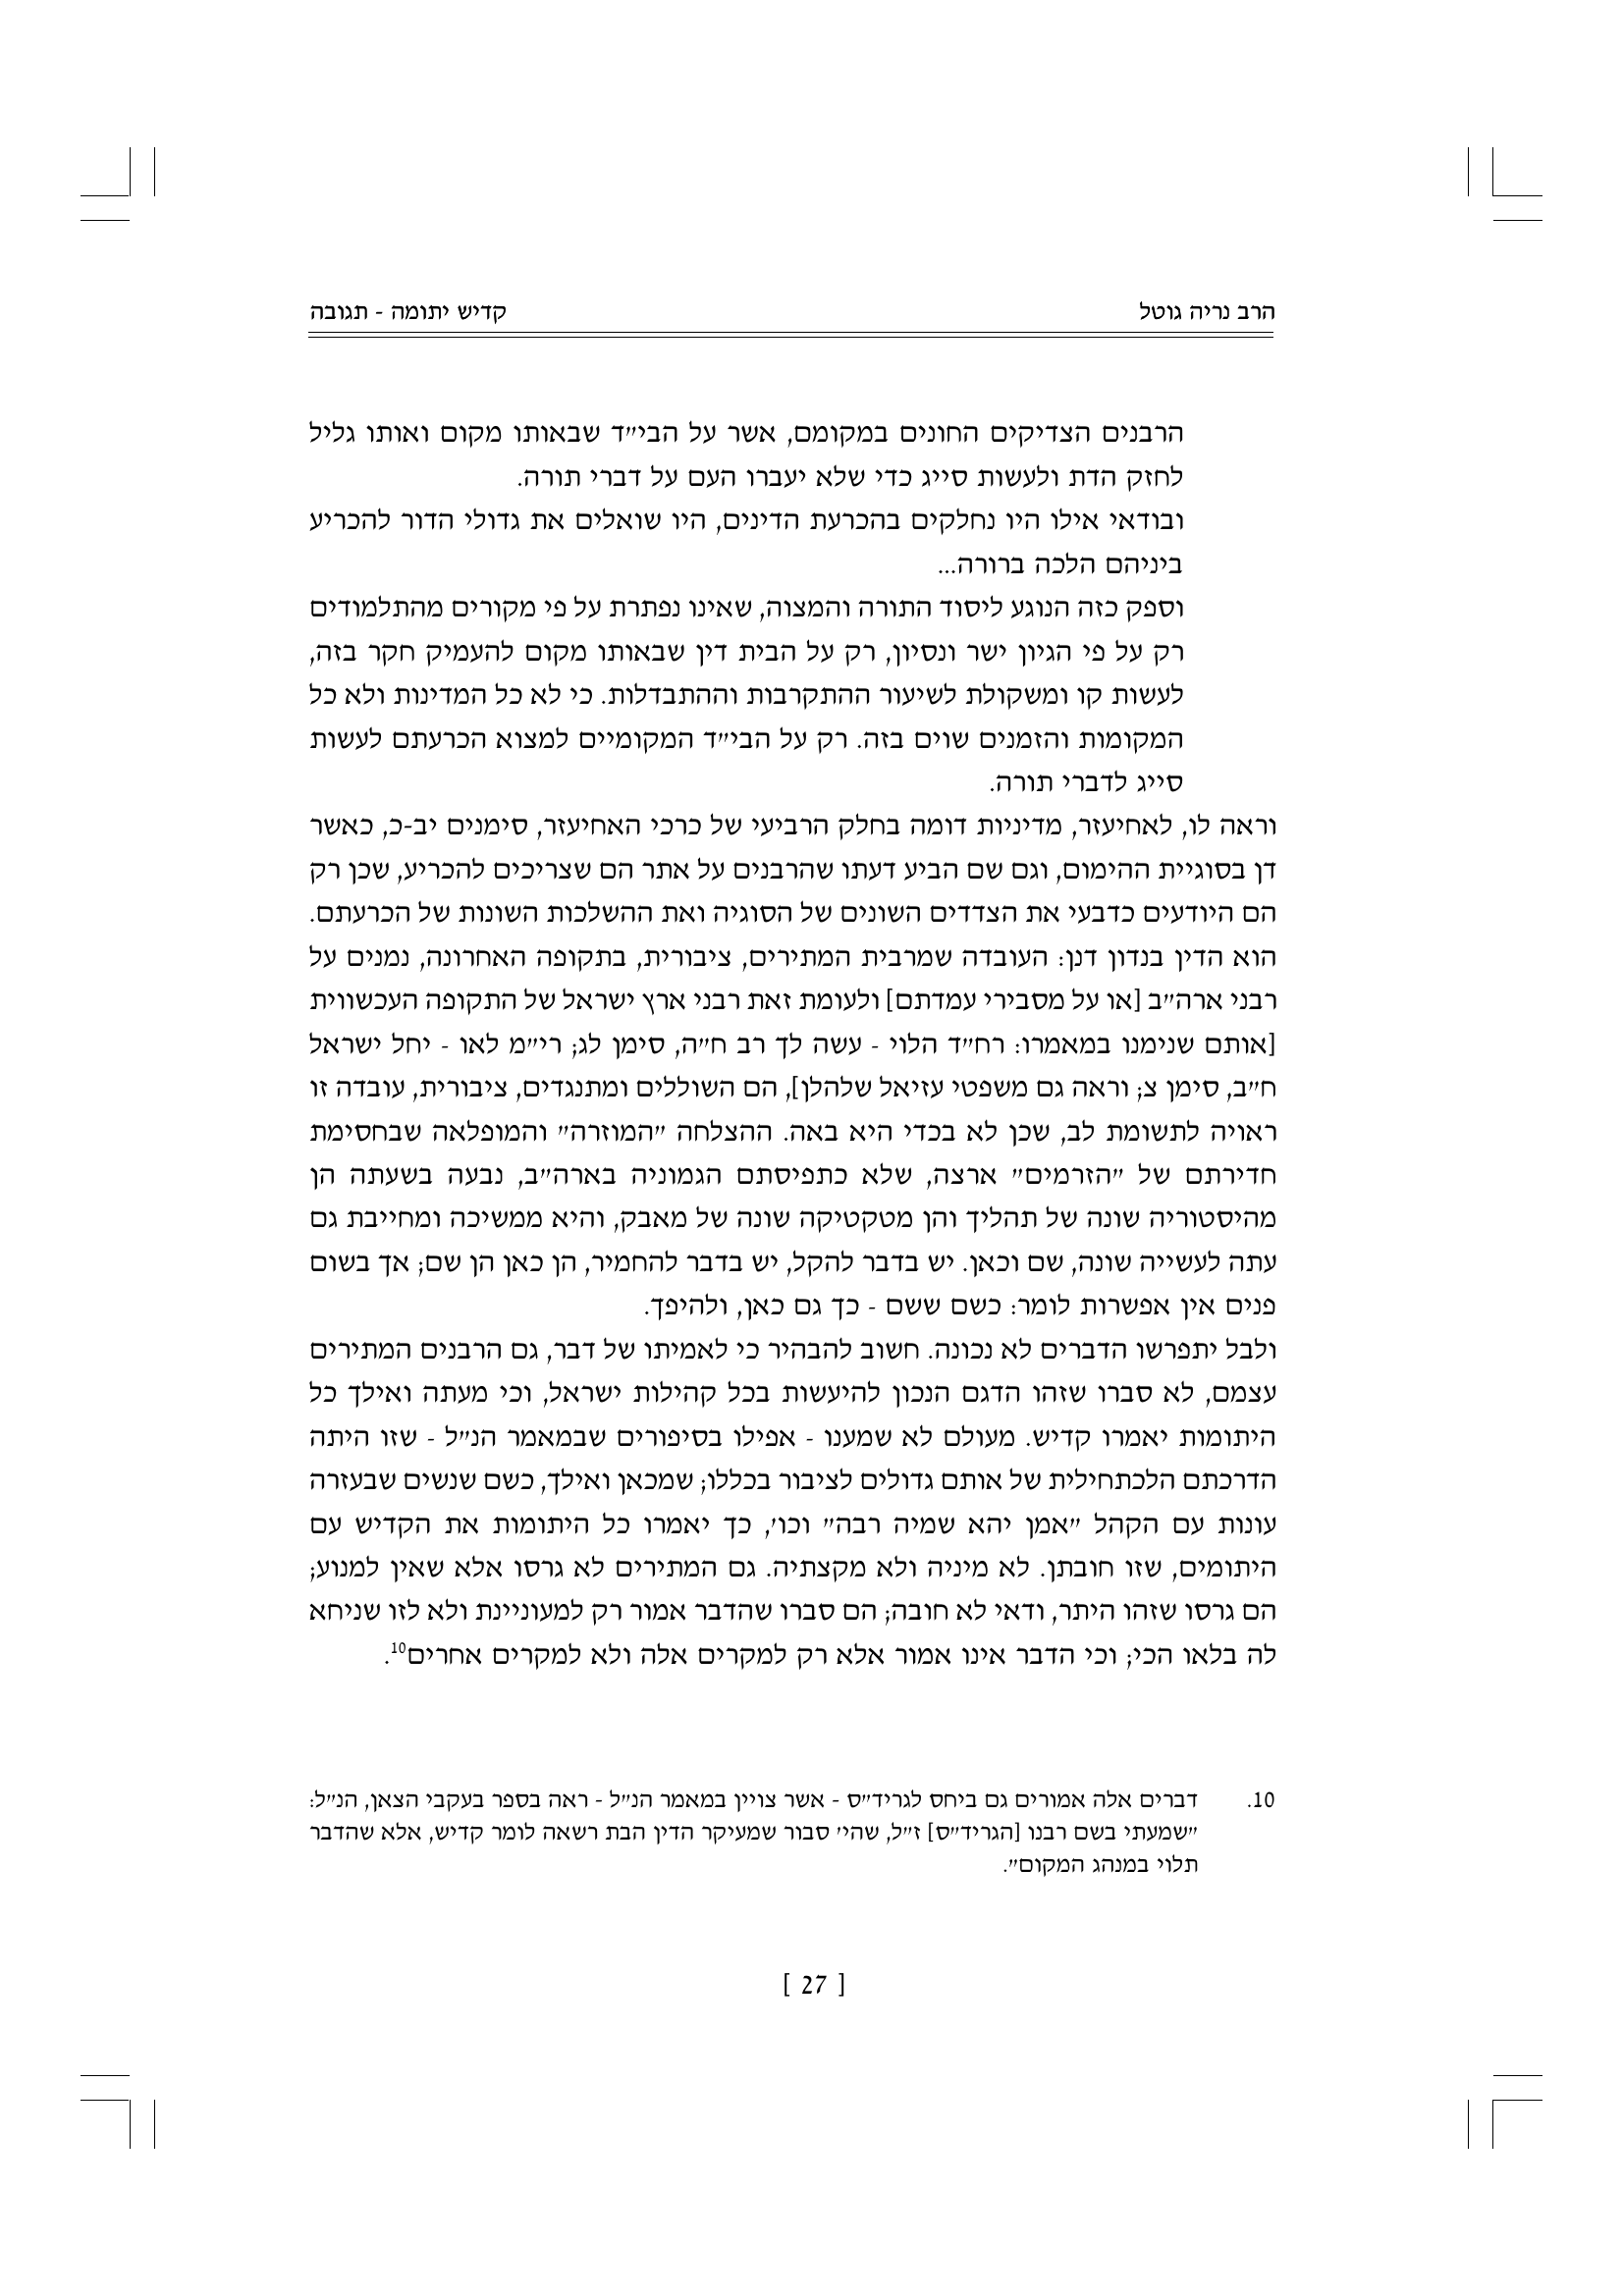 הרב נריה גוטל
קדיש יתומה - תגובה
הרבנים הצדיקים החונים במקומם, אשר על הבי״ד שבאותו מקום ואותו גליל
לחזק הדת ולעשות סייג כדי שלא יעברו העם על דברי תורה.
ובודאי אילו היו נחלקים בהכרעת הדינים, היו שואלים את גדולי הדור להכריע
ביניהם הלכה ברורה...
וספק כזה הנוגע ליסוד התורה והמצוה, שאינו נפתרת על פי מקורים מהתלמודים
רק על פי הגיון ישר ונסיון, רק על הבית דין שבאותו מקום להעמיק חקר בזה,
לעשות קו ומשקולת לשיעור ההתקרבות וההתבדלות. כי לא כל המדינות ולא כל
המקומות והזמנים שוים בזה. רק על הבי״ד המקומיים למצוא הכרעתם לעשות
סייג לדברי תורה.
וראה לו, לאחיעזר, מדיניות דומה בחלק הרביעי של כרכי האחיעזר, סימנים יב-כ, כאשר
דן בסוגיית ההימום, וגם שם הביע דעתו שהרבנים על אתר הם שצריכים להכריע, שכן רק
הם היודעים כדבעי את הצדדים השונים של הסוגיה ואת ההשלכות השונות של הכרעתם.
הוא הדין בנדון דנן: העובדה שמרבית המתירים, ציבורית, בתקופה האחרונה, נמנים על
רבני ארה״ב [או על מסבירי עמדתם] ולעומת זאת רבני ארץ ישראל של התקופה העכשווית
[אותם שנימנו במאמרו: רח״ד הלוי - עשה לך רב ח״ה, סימן לג; רי״מ לאו - יחל ישראל
ח״ב, סימן צ; וראה גם משפטי עזיאל שלהלן], הם השוללים ומתנגדים, ציבורית, עובדה זו
ראויה לתשומת לב, שכן לא בכדי היא באה. ההצלחה ״המוזרה״ והמופלאה שבחסימת
חדירתם של ״הזרמים״ ארצה, שלא כתפיסתם הגמוניה בארה״ב, נבעה בשעתה הן
מהיסטוריה שונה של תהליך והן מטקטיקה שונה של מאבק, והיא ממשיכה ומחייבת גם
עתה לעשייה שונה, שם וכאן. יש בדבר להקל, יש בדבר להחמיר, הן כאן הן שם; אך בשום
פנים אין אפשרות לומר: כשם ששם - כך גם כאן, ולהיפך.
ולבל יתפרשו הדברים לא נכונה. חשוב להבהיר כי לאמיתו של דבר, גם הרבנים המתירים
עצמם, לא סברו שזהו הדגם הנכון להיעשות בכל קהילות ישראל, וכי מעתה ואילך כל
היתומות יאמרו קדיש. מעולם לא שמענו - אפילו בסיפורים שבמאמר הנ״ל - שזו היתה
הדרכתם הלכתחילית של אותם גדולים לציבור בכללו; שמכאן ואילך, כשם שנשים שבעזרה
עונות עם הקהל ״אמן יהא שמיה רבה״ וכו׳, כך יאמרו כל היתומות את הקדיש עם
היתומים, שזו חובתן. לא מיניה ולא מקצתיה. גם המתירים לא גרסו אלא שאין למנוע;
הם גרסו שזהו היתר, ודאי לא חובה; הם סברו שהדבר אמור רק למעוניינת ולא לזו שניחא
לה בלאו הכי; וכי הדבר אינו אמור אלא רק למקרים אלה ולא למקרים אחרים10.
10. דברים אלה אמורים גם ביחס לגריד״ס - אשר צויין במאמר הנ״ל - ראה בספר בעקבי הצאן, הנ״ל:
״שמעתי בשם רבנו [הגריד״ס] ז״ל, שהי׳ סבור שמעיקר הדין הבת רשאה לומר קדיש, אלא שהדבר
תלוי במנהג המקום״.
[ 27 ]